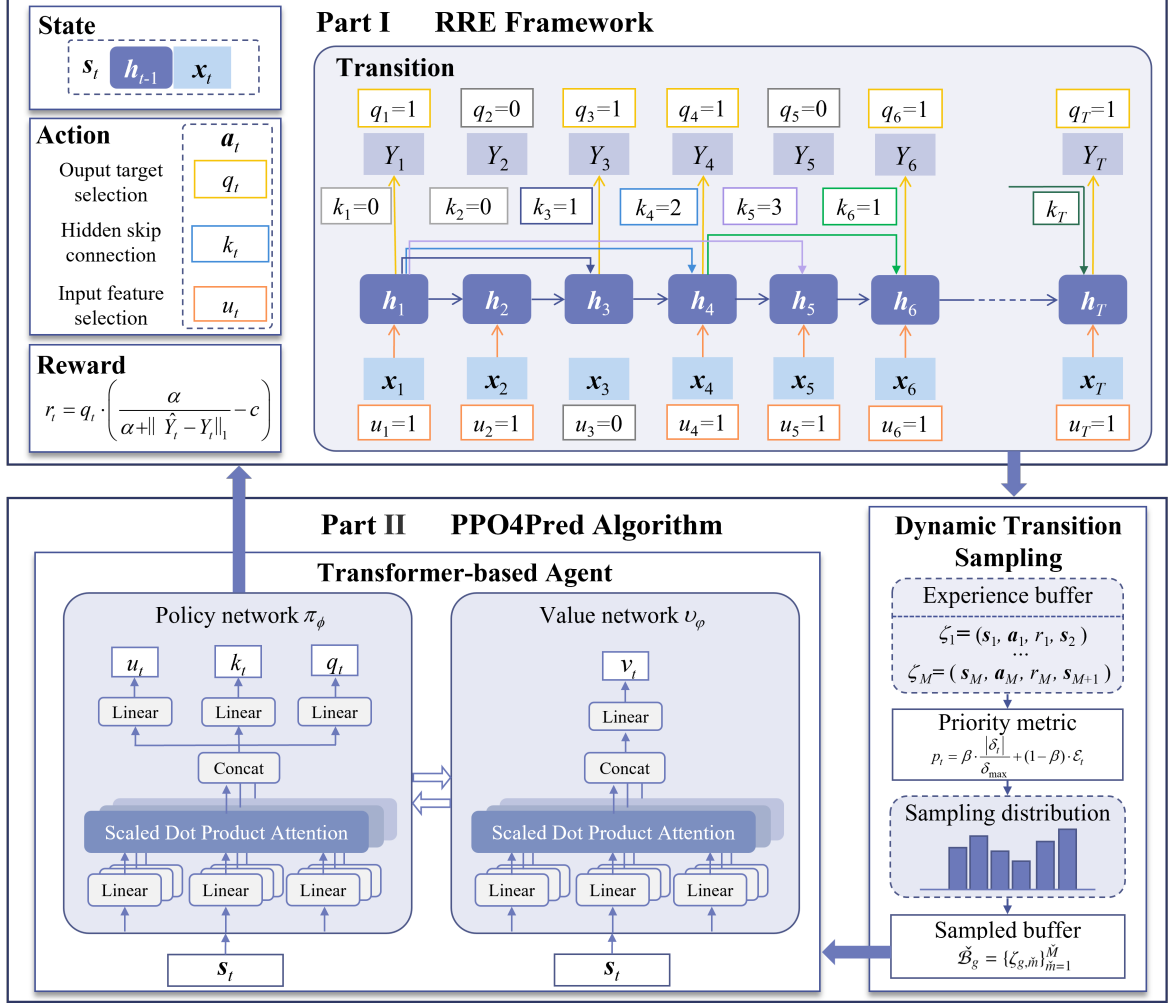 Part I RRE Framework
State
s_t h_{t-1} x_t
Action
a_t
Ouput target
selection
q_t
Hidden skip
connection
k_t
Input feature
selection
u_t
Reward
r_t = q_t · ( α / (α + || Ŷ_t − Y_t ||_1) − c )
Transition
q_1=1 q_2=0 q_3=1 q_4=1 q_5=0 q_6=1 q_T=1
Y_1 Y_2 Y_3 Y_4 Y_5 Y_6 Y_T
k_1=0 k_2=0 k_3=1 k_4=2 k_5=3 k_6=1 k_T
h_1 h_2 h_3 h_4 h_5 h_6 h_T
x_1 x_2 x_3 x_4 x_5 x_6 x_T
u_1=1 u_2=1 u_3=0 u_4=1 u_5=1 u_6=1 u_T=1
Part II PPO4Pred Algorithm
Transformer-based Agent
Policy network π_ϕ
u_t k_t q_t
Linear Linear Linear
Concat
Scaled Dot Product Attention
Linear Linear Linear
s_t
Value network υ_φ
v_t
Linear
Concat
Scaled Dot Product Attention
Linear Linear Linear
s_t
Dynamic Transition
Sampling
Experience buffer
ζ_1= (s_1, a_1, r_1, s_2 )
...
ζ_M= ( s_M, a_M, r_M, s_{M+1} )
Priority metric
p_t = β · |δ_t| / δ_max + (1−β) · ℰ_t
Sampling distribution
Sampled buffer
ℬ̌_g = {ζ_{g,m̌}}_{m̌=1}^{M̌}